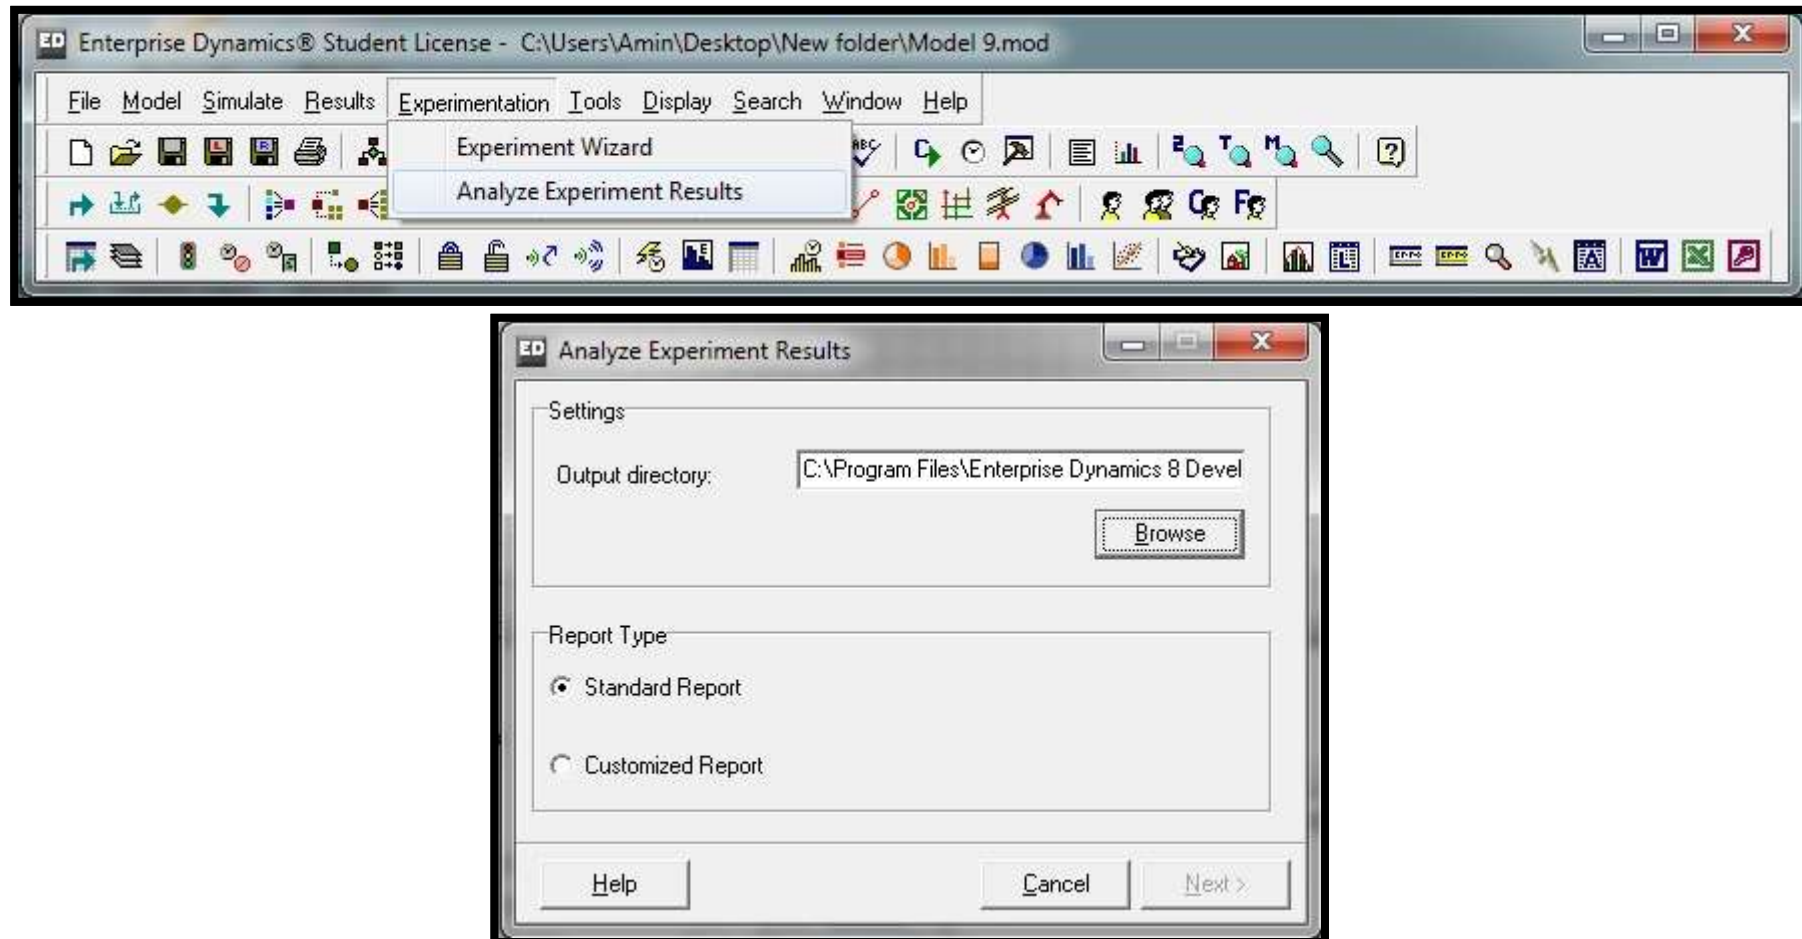 ED Enterprise Dynamics® Student License - C:\Users\Amin\Desktop\New folder\Model 9.mod
File Model Simulate Results Experimentation Tools Display Search Window Help
Experiment Wizard
Analyze Experiment Results
ED Analyze Experiment Results
Settings
Output directory: C:\Program Files\Enterprise Dynamics 8 Devel
Browse
Report Type
Standard Report
Customized Report
Help Cancel Next >